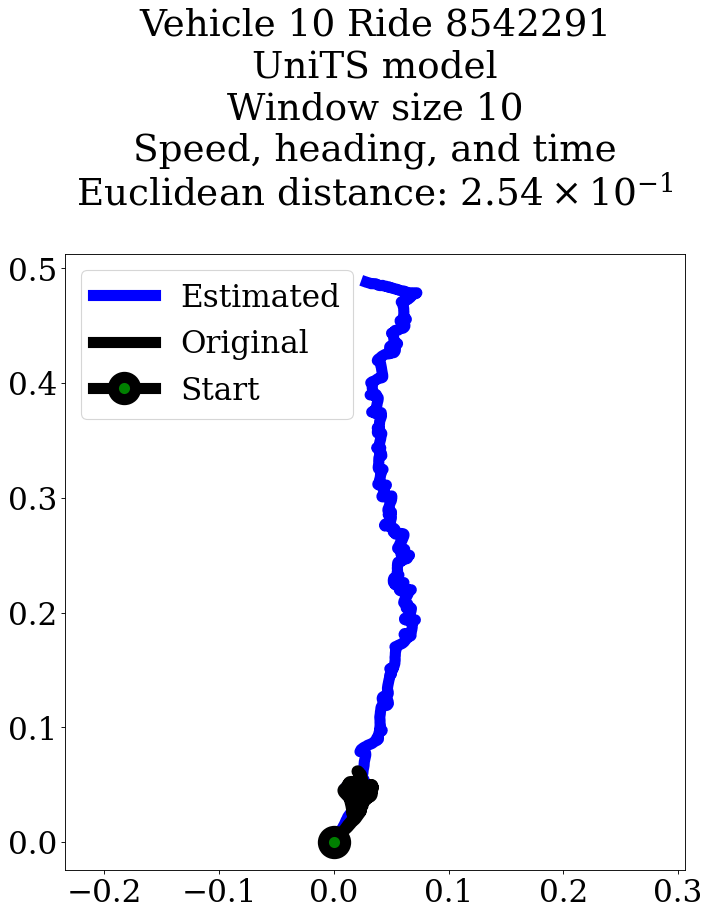 Vehicle 10 Ride 8542291
UniTS model
Window size 10
Speed, heading, and time
Euclidean distance: 2.54 × 10⁻¹
0.5
Estimated
Original
0.4
Start
0.3
0.2
0.1
0.0
−0.2 −0.1 0.0 0.1 0.2 0.3